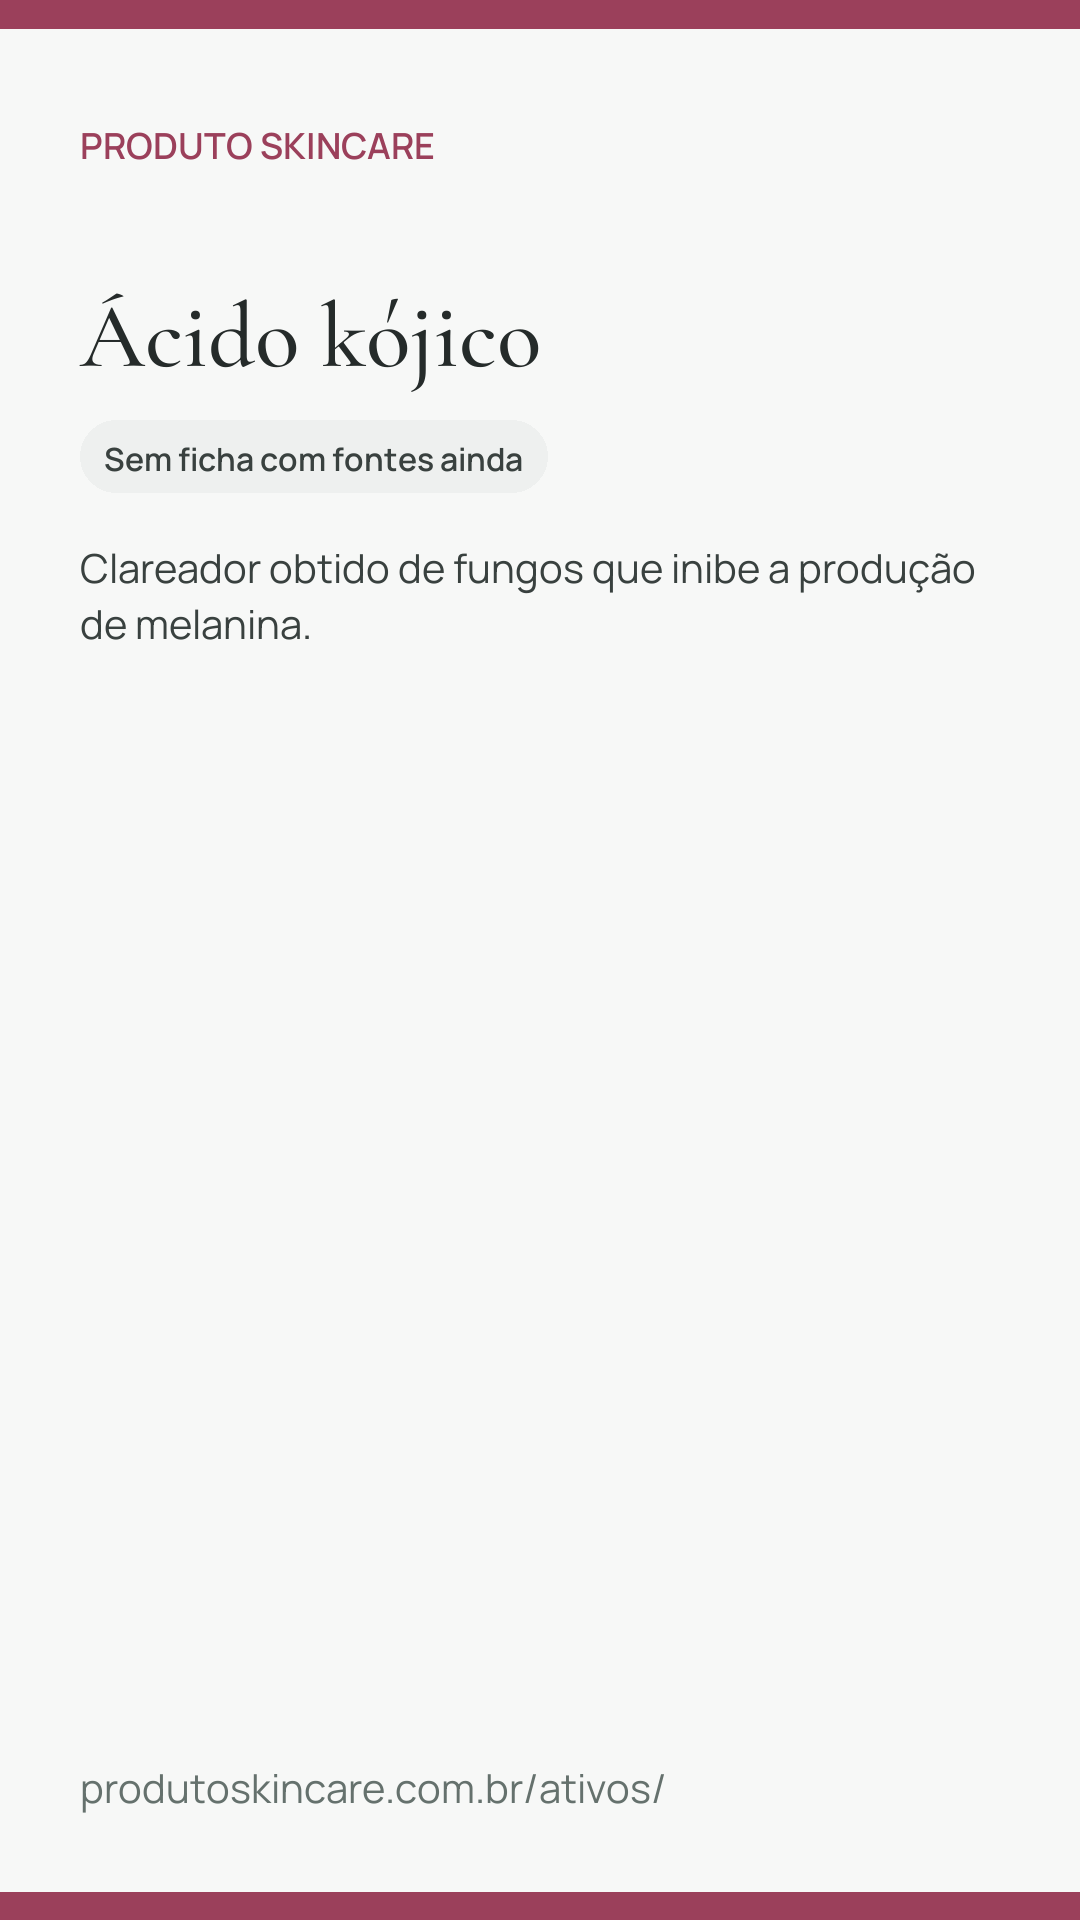 PRODUTO SKINCARE
Ácido kójico
Sem ficha com fontes ainda
Clareador obtido de fungos que inibe a produção
de melanina.
produtoskincare.com.br/ativos/